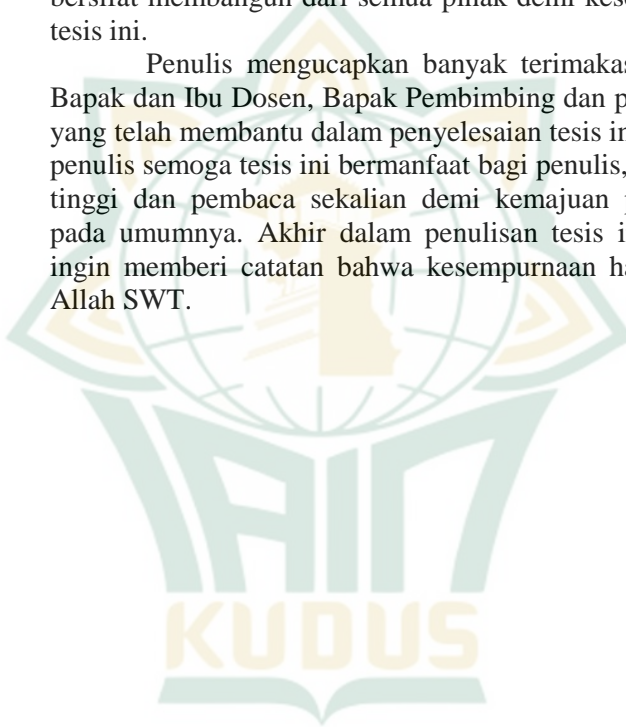 bersifat membangun dari semua pihak demi kese
tesis ini.
Penulis mengucapkan banyak terimakas
Bapak dan Ibu Dosen, Bapak Pembimbing dan p
yang telah membantu dalam penyelesaian tesis in
penulis semoga tesis ini bermanfaat bagi penulis,
tinggi dan pembaca sekalian demi kemajuan p
pada umumnya. Akhir dalam penulisan tesis i
ingin memberi catatan bahwa kesempurnaan ha
Allah SWT.
IAIN
KUDUS